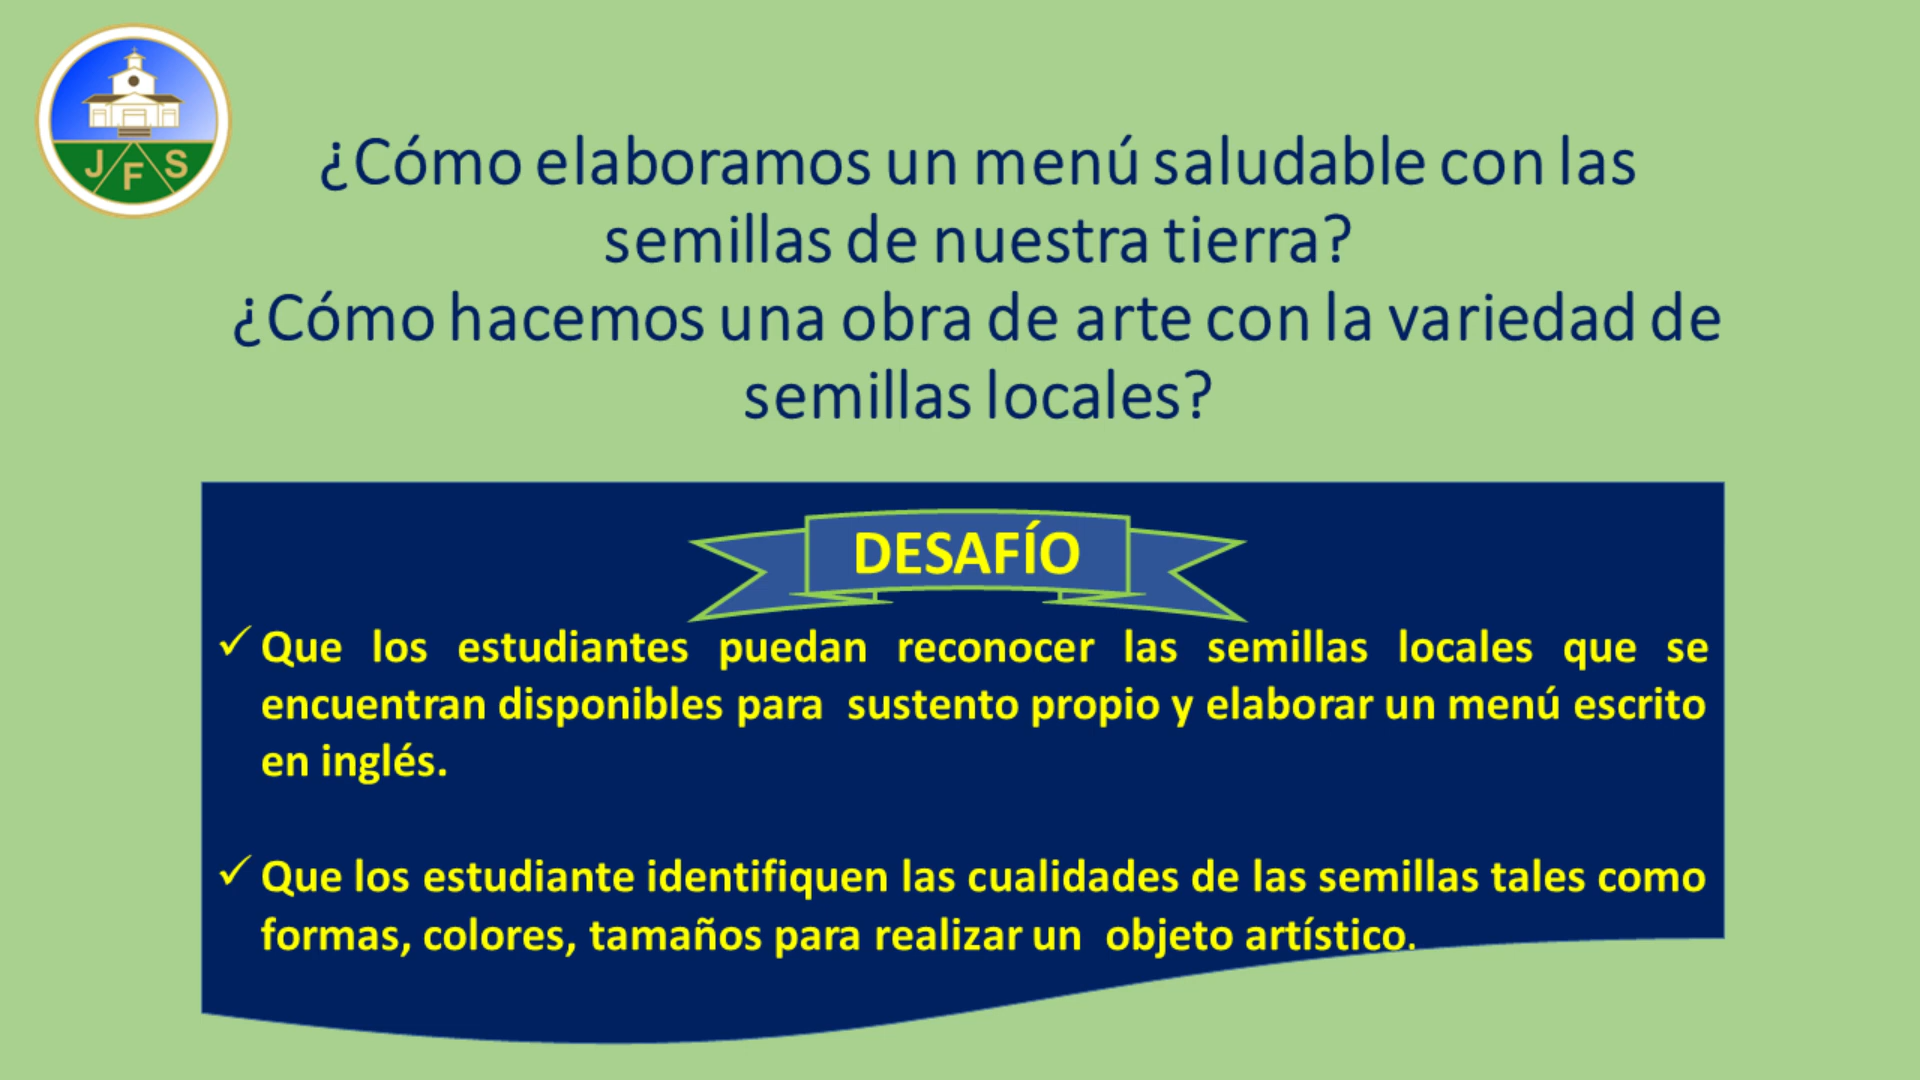 J F S
¿Cómo elaboramos un menú saludable con las
semillas de nuestra tierra?
¿Cómo hacemos una obra de arte con la variedad de
semillas locales?
DESAFÍO
✓ Que los estudiantes puedan reconocer las semillas locales que se
encuentran disponibles para sustento propio y elaborar un menú escrito
en inglés.
✓ Que los estudiante identifiquen las cualidades de las semillas tales como
formas, colores, tamaños para realizar un objeto artístico.